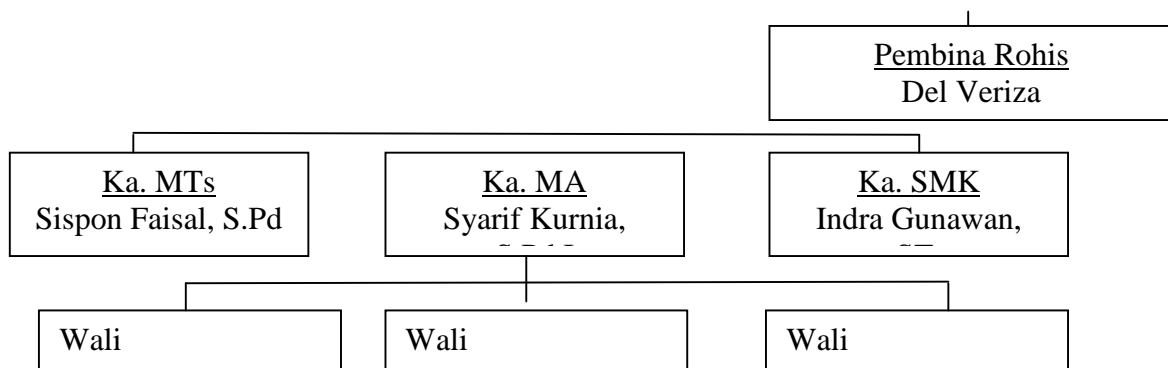 Pembina Rohis
Del Veriza
Ka. MTs
Sispon Faisal, S.Pd
Ka. MA
Syarif Kurnia,
Ka. SMK
Indra Gunawan,
Wali
Wali
Wali